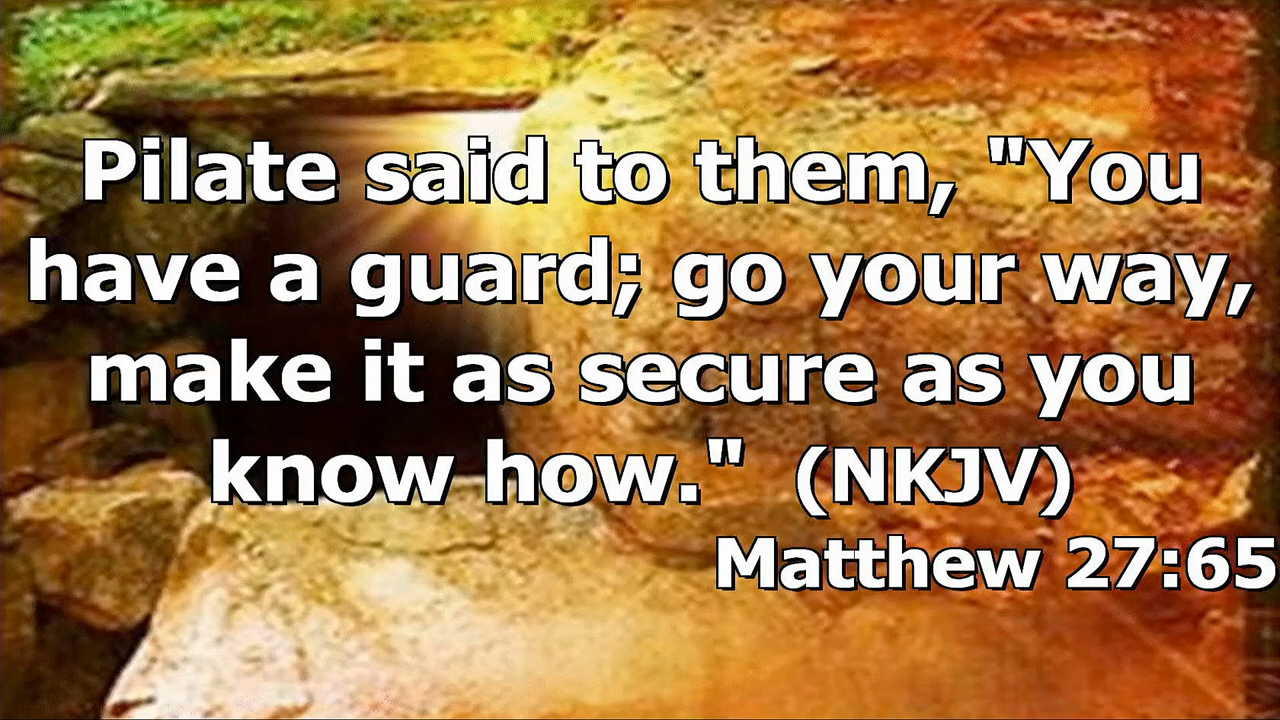 Pilate said to them, "You
have a guard; go your way,
make it as secure as you
know how." (NKJV)
Matthew 27:65